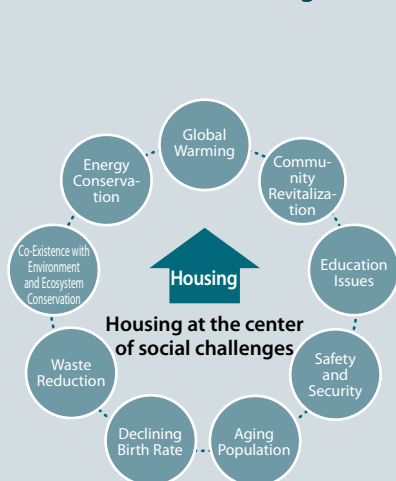 Global
Warming
Commu-
nity
Revitaliza-
tion
Education
Issues
Safety
and
Security
Aging
Population
Declining
Birth Rate
Waste
Reduction
Co-Existence with
Environment
and Ecosystem
Conservation
Energy
Conserva-
tion
Housing
Housing at the center
of social challenges